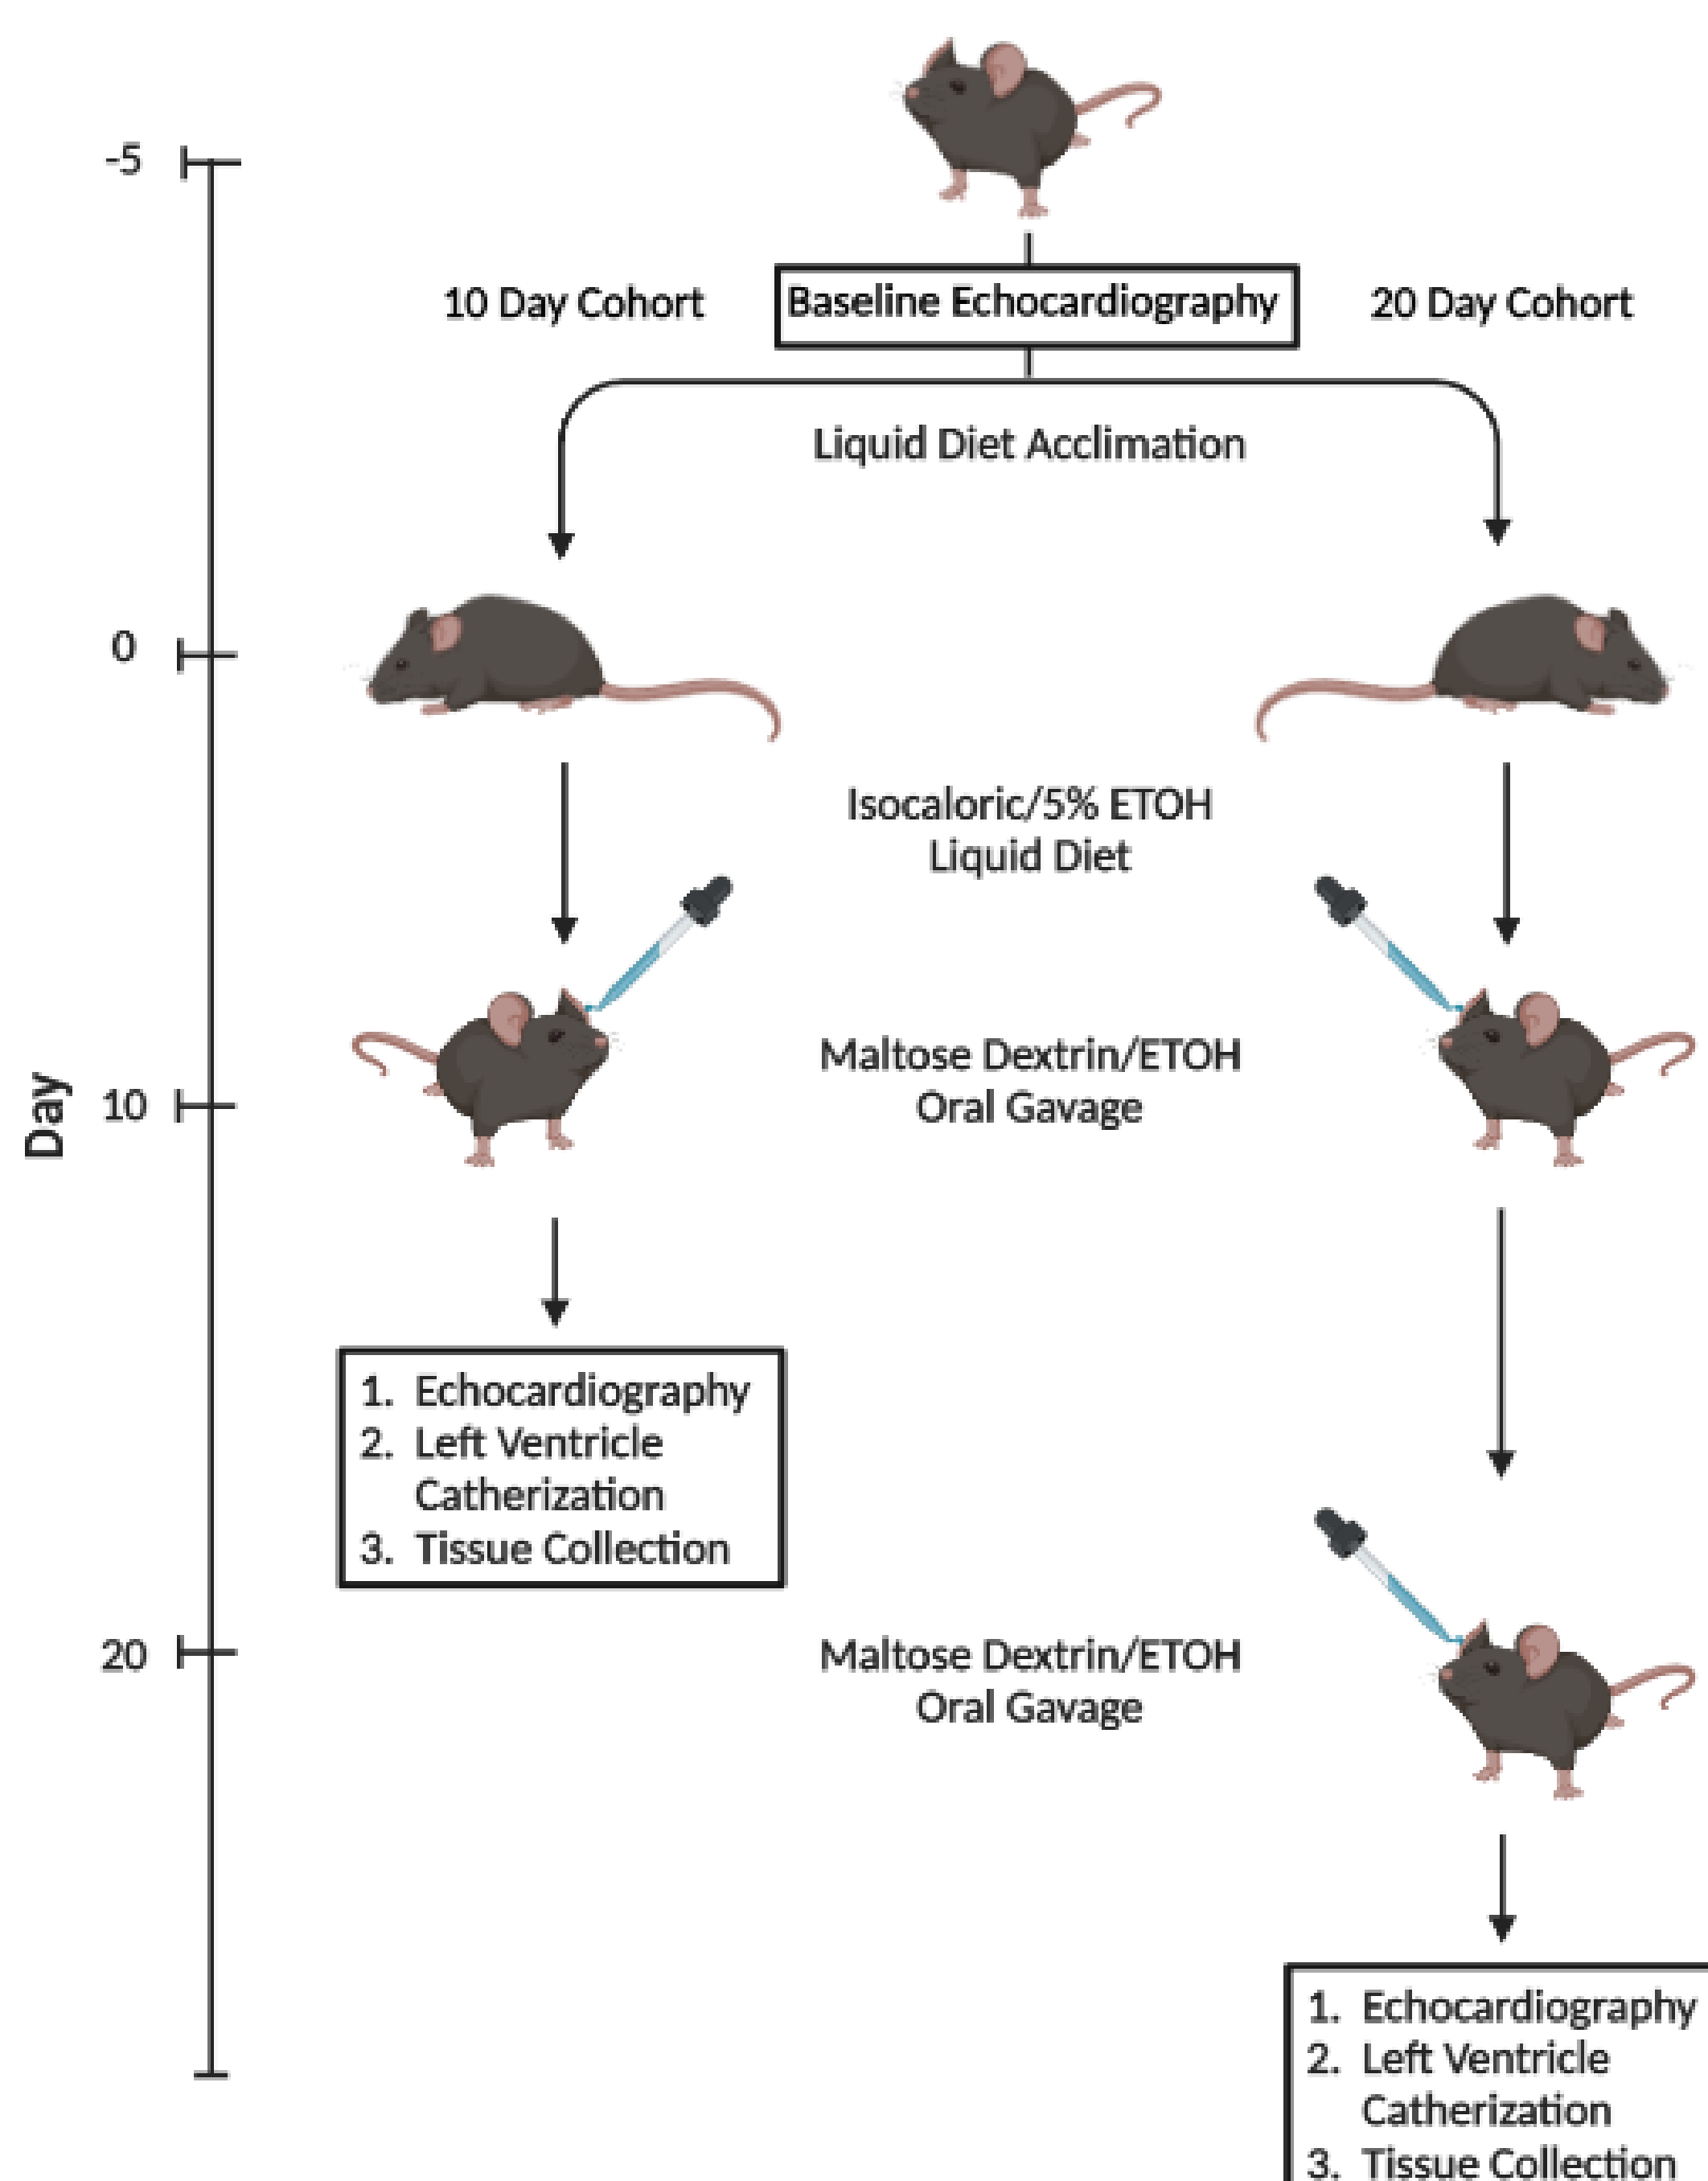 -5
10 Day Cohort
Baseline Echocardiography
20 Day Cohort
Liquid Diet Acclimation
0
Isocaloric/5% ETOH
Liquid Diet
Maltose Dextrin/ETOH
Oral Gavage
Day
10
1. Echocardiography
2. Left Ventricle
Catherization
3. Tissue Collection
20
Maltose Dextrin/ETOH
Oral Gavage
1. Echocardiography
2. Left Ventricle
Catherization
3. Tissue Collection